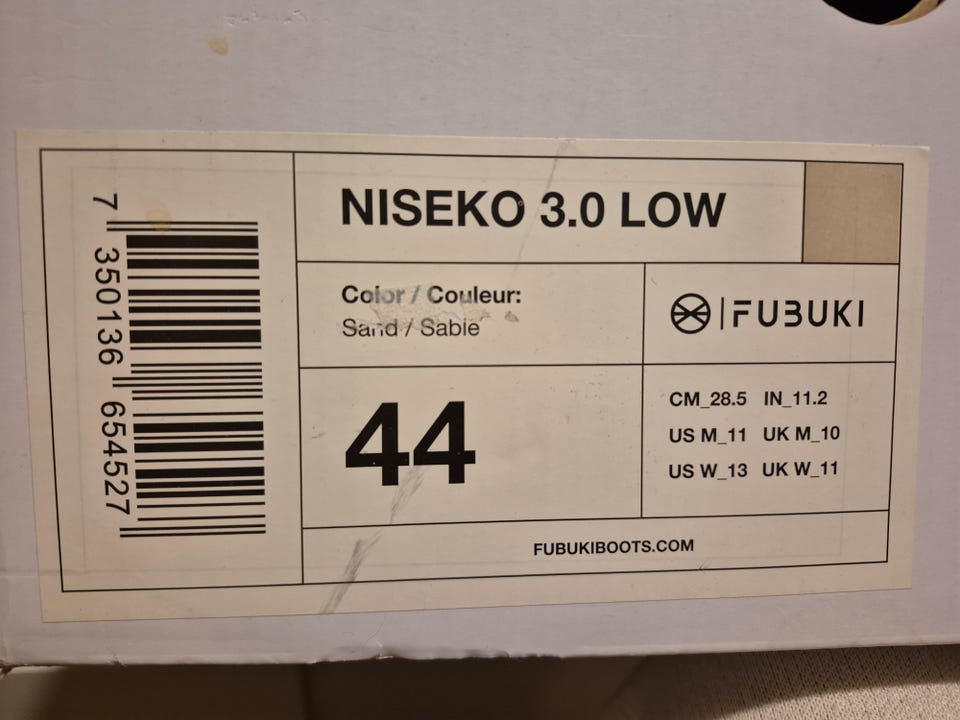 NISEKO 3.0 LOW
Color / Couleur:
Sand / Sable
FUBUKI
44
CM_28.5 IN_11.2
US M_11 UK M_10
US W_13 UK W_11
FUBUKIBOOTS.COM
7 350136 654527